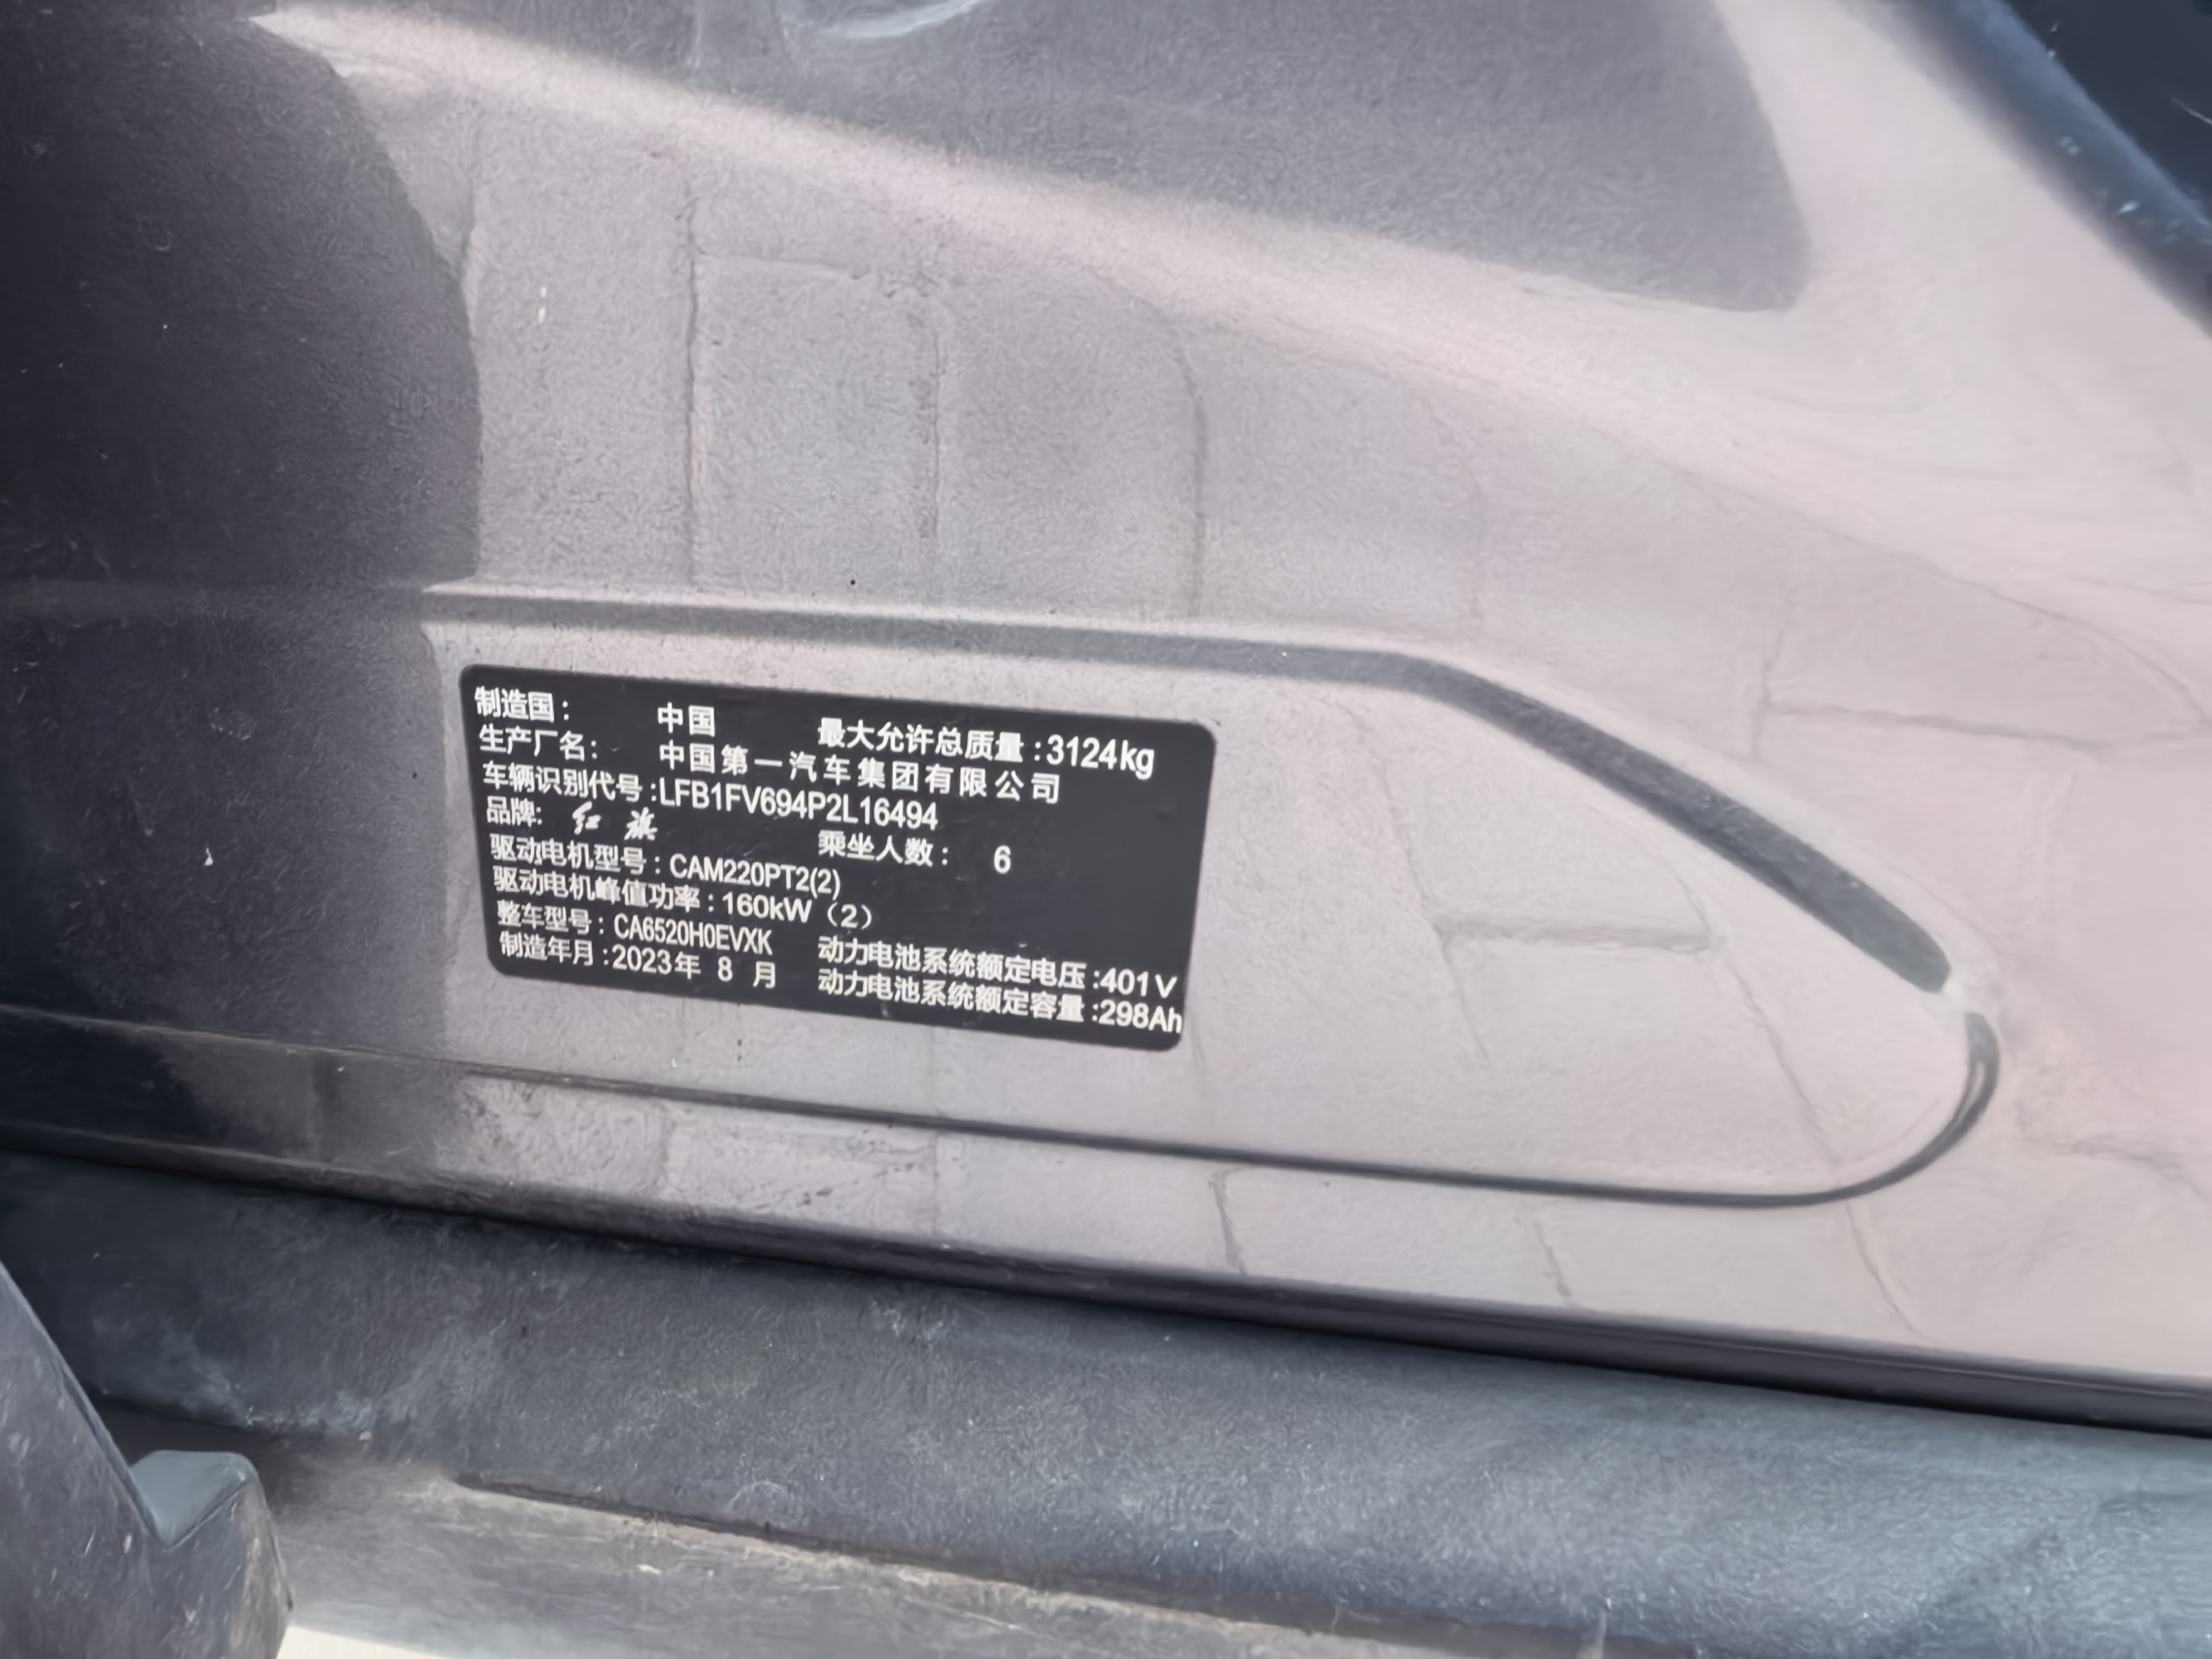 制造国: 中国 最大允许总质量:3124kg
生产厂名: 中国第一汽车集团有限公司
车辆识别代号:LFB1FV694P2L16494
品牌: 红旗 乘坐人数: 6
驱动电机型号: CAM220PT2(2)
驱动电机峰值功率:160kW（2）
整车型号: CA6520H0EVXK 动力电池系统额定电压:401V
制造年月:2023年 8 月 动力电池系统额定容量:298Ah